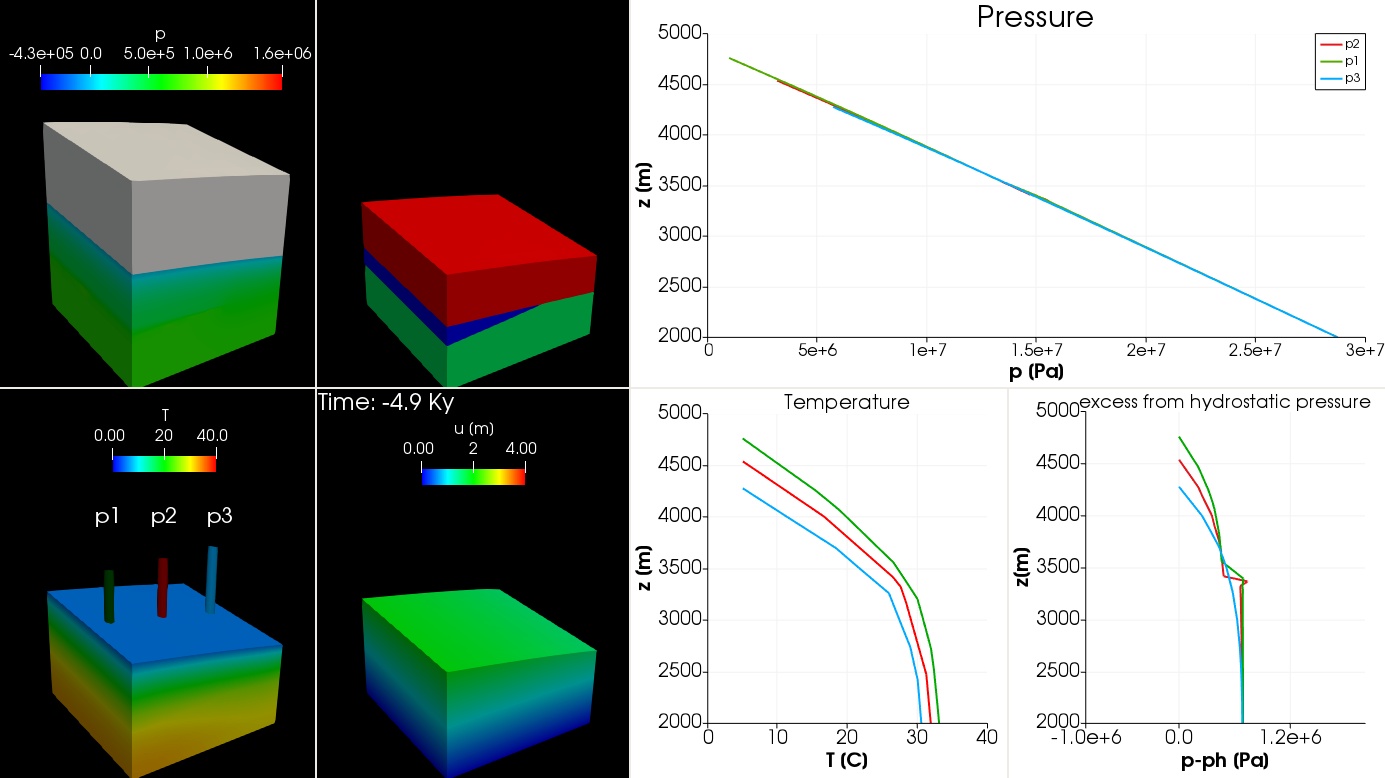 p
-4.3e+05 0.0 5.0e+5 1.0e+6 1.6e+06
Pressure
5000
4500
4000
3500
3000
2500
2000
z (m)
0 5e+6 1e+7 1.5e+7 2e+7 2.5e+7 3e+7
p (Pa)
p2
p1
p3
T
0.00 20 40.0
p1 p2 p3
Time: -4.9 Ky
u (m)
0.00 2 4.00
Temperature
5000
4500
4000
3500
3000
2500
2000
z (m)
0 10 20 30 40
T (C)
excess from hydrostatic pressure
5000
4500
4000
3500
3000
2500
2000
z(m)
-1.0e+6 0.0 1.2e+6
p-ph (Pa)